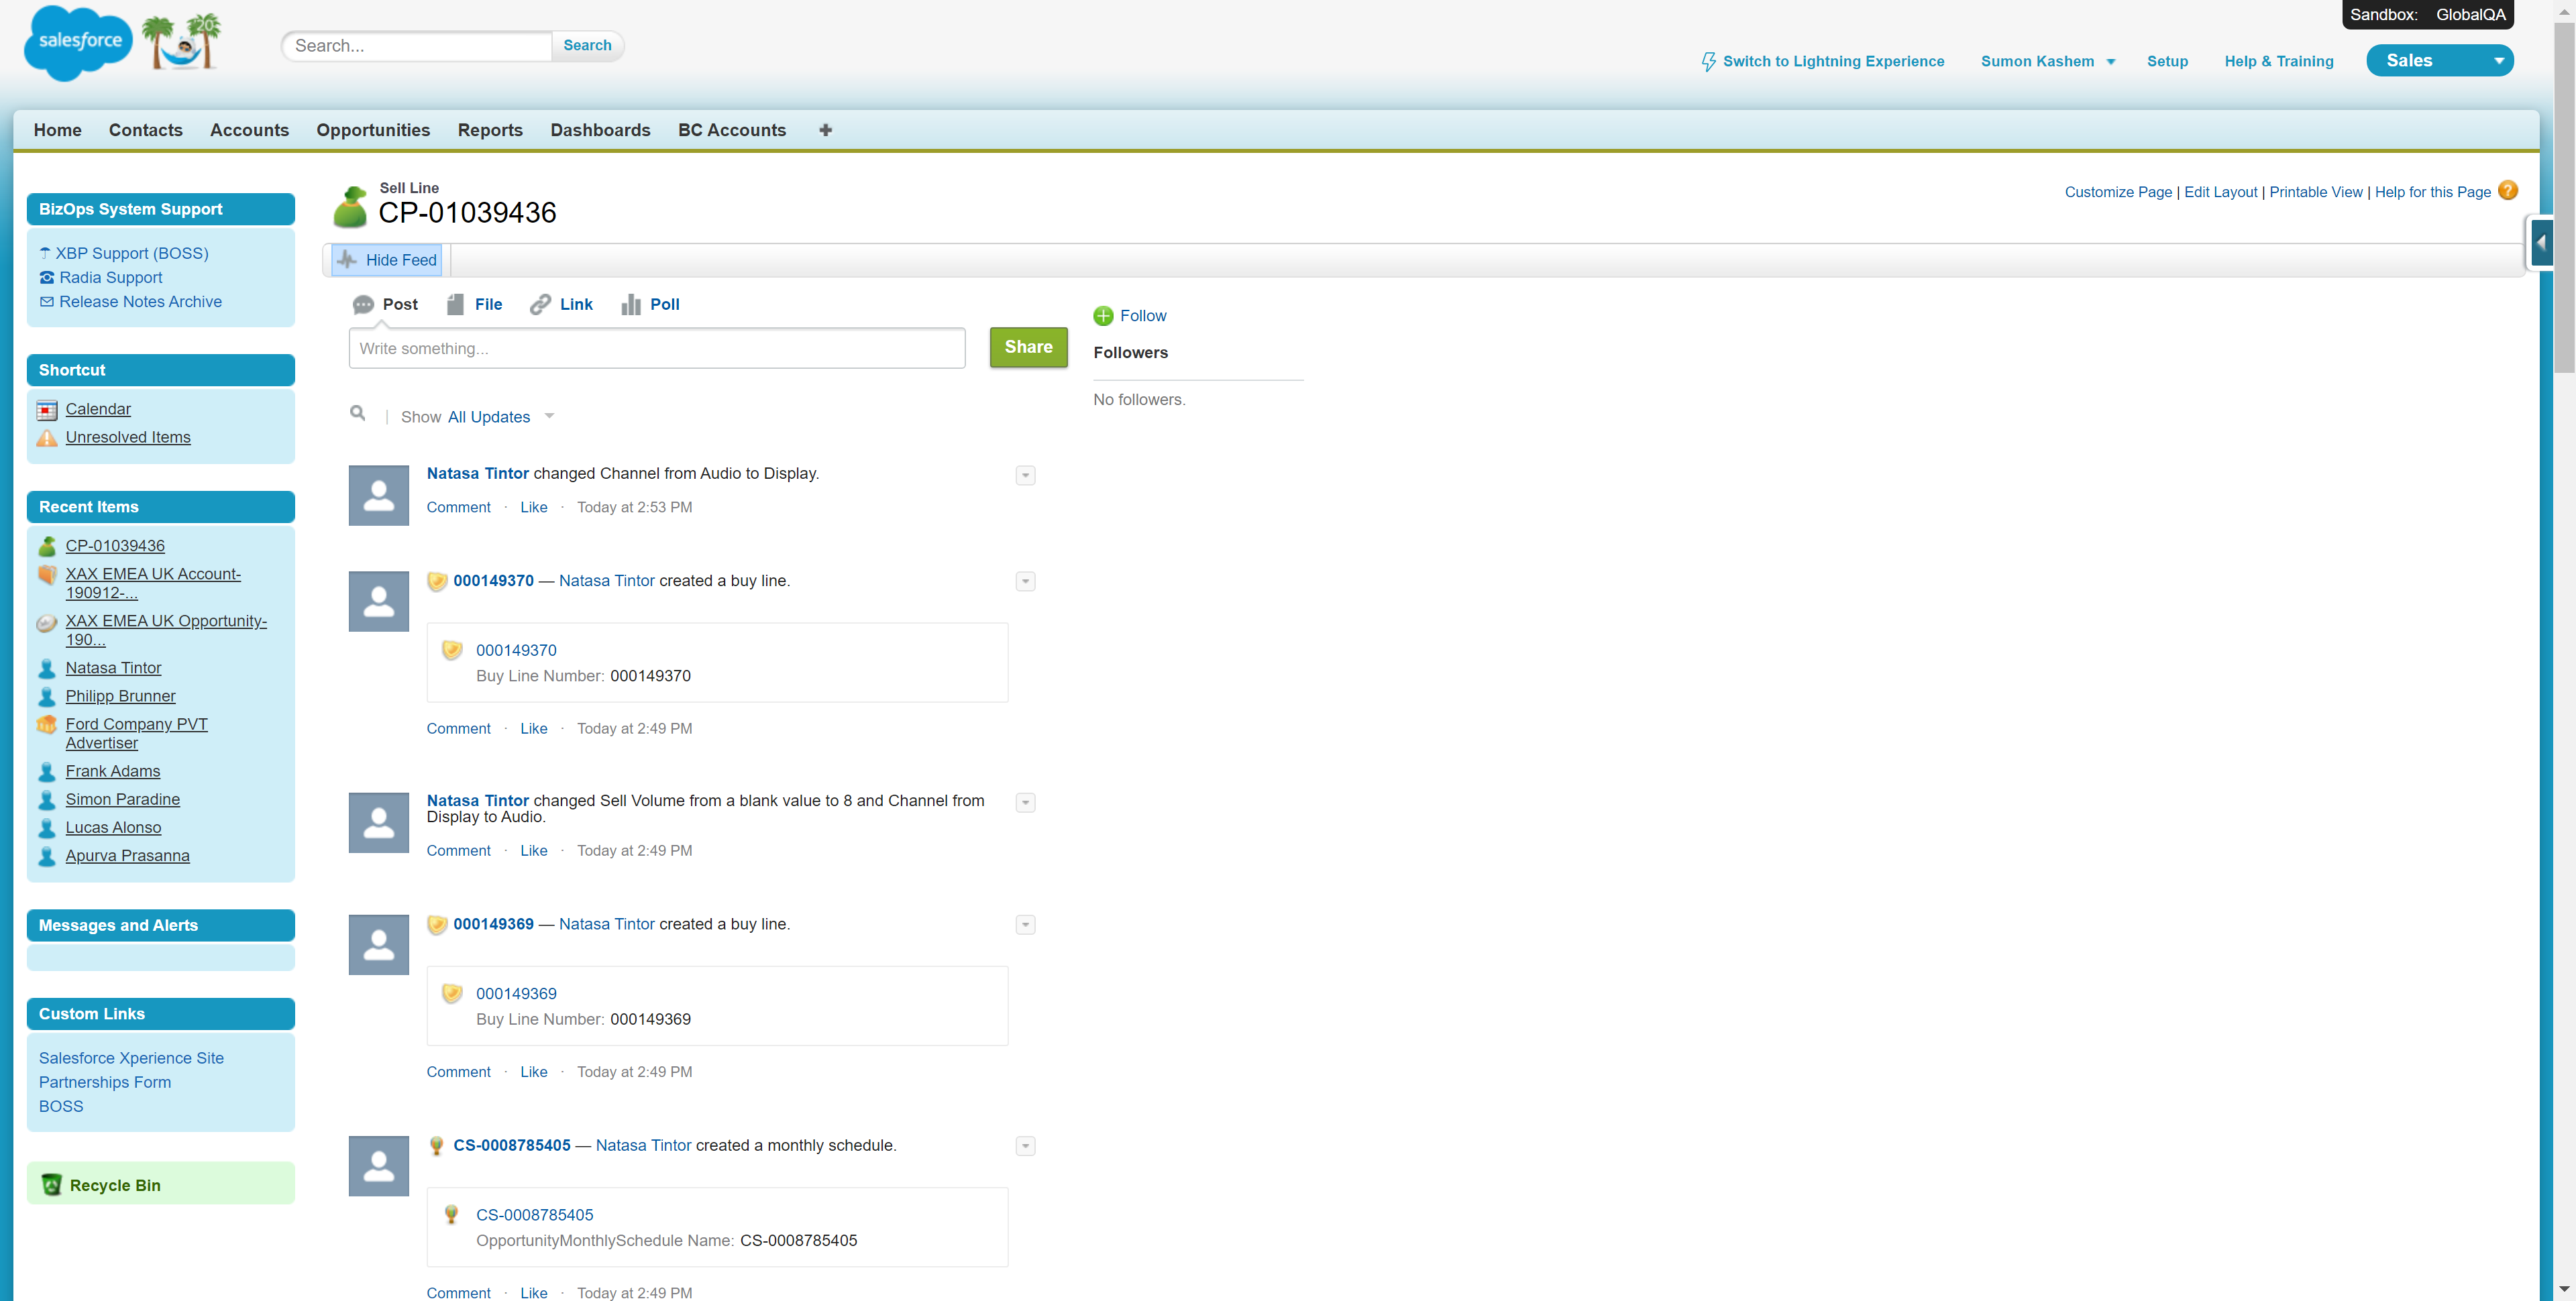 salesforce
'20
Search...
Search
Sandbox: GlobalQA
Switch to Lightning Experience
Sumon Kashem
Setup
Help & Training
Sales
Home
Contacts
Accounts
Opportunities
Reports
Dashboards
BC Accounts
BizOps System Support
XBP Support (BOSS)
Radia Support
Release Notes Archive
Shortcut
Calendar
Unresolved Items
Recent Items
CP-01039436
XAX EMEA UK Account-
190912-...
XAX EMEA UK Opportunity-
190...
Natasa Tintor
Philipp Brunner
Ford Company PVT
Advertiser
Frank Adams
Simon Paradine
Lucas Alonso
Apurva Prasanna
Messages and Alerts
Custom Links
Salesforce Xperience Site
Partnerships Form
BOSS
Recycle Bin
Sell Line
CP-01039436
Customize Page | Edit Layout | Printable View | Help for this Page ?
Hide Feed
Post
File
Link
Poll
Write something...
Share
Follow
Followers
No followers.
| Show All Updates
Natasa Tintor changed Channel from Audio to Display.
Comment · Like · Today at 2:53 PM
000149370 — Natasa Tintor created a buy line.
000149370
Buy Line Number: 000149370
Comment · Like · Today at 2:49 PM
Natasa Tintor changed Sell Volume from a blank value to 8 and Channel from
Display to Audio.
Comment · Like · Today at 2:49 PM
000149369 — Natasa Tintor created a buy line.
000149369
Buy Line Number: 000149369
Comment · Like · Today at 2:49 PM
CS-0008785405 — Natasa Tintor created a monthly schedule.
CS-0008785405
OpportunityMonthlySchedule Name: CS-0008785405
Comment · Like · Today at 2:49 PM